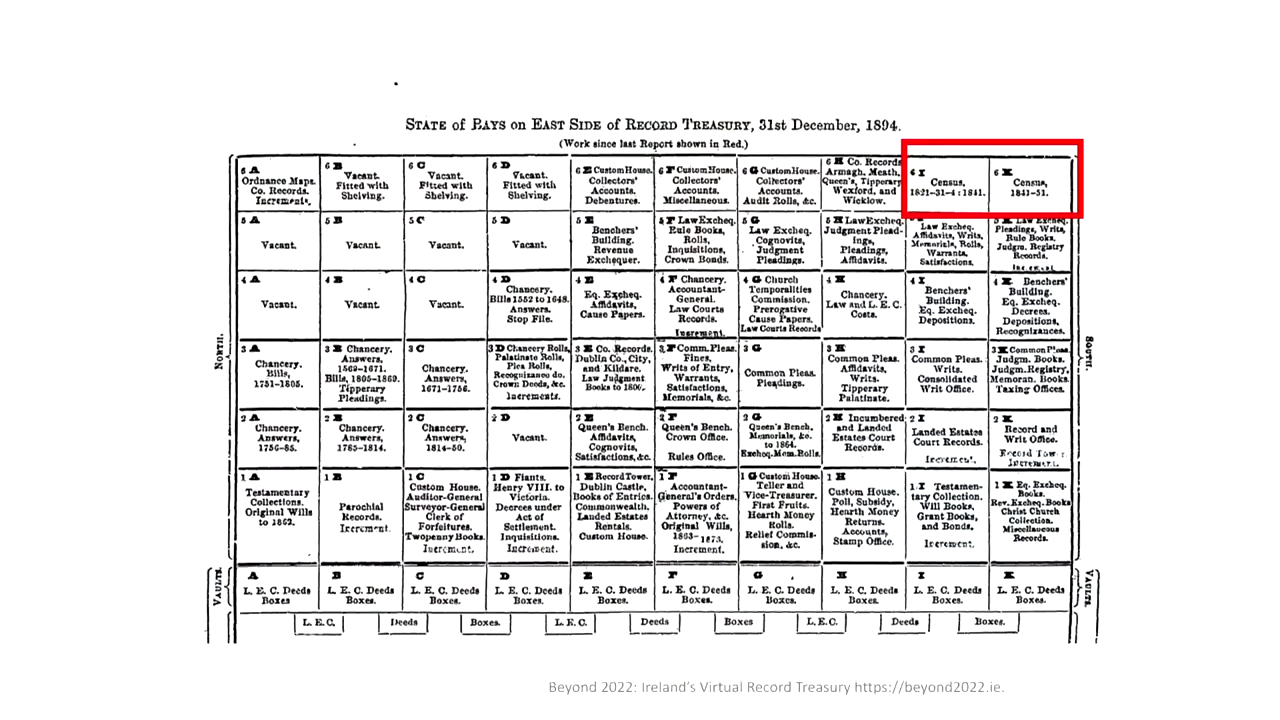 STATE of BAYS on EAST SIDE of RECORD TREASURY, 31st December, 1894.
(Work since last Report shown in Red.)
6 A
Ordnance Maps.
Co. Records.
Increments.
6 B
Vacant.
Fitted with
Shelving.
6 C
Vacant.
Fitted with
Shelving.
6 D
Vacant.
Fitted with
Shelving.
6 E Custom House.
Collectors'
Accounts.
Debentures.
6 F Custom House.
Collectors'
Accounts.
Miscellaneous.
6 G Custom House.
Collectors'
Accounts.
Audit Rolls, &c.
6 H Co. Records
Armagh, Meath,
Queen's, Tipperary
Wexford, and
Wicklow.
6 I
Census,
1821-31-4: 1841.
6 K
Census,
1841-51.
5 A
Vacant.
5 B
Vacant.
5 C
Vacant.
5 D
Vacant.
5 E
Benchers'
Building.
Revenue
Exchequer.
5 F Law Excheq.
Rule Books,
Rolls,
Inquisitions,
Crown Bonds.
5 G
Law Excheq.
Cognovits,
Judgment
Pleadings.
5 H Law Excheq.
Judgment Plead-
ings,
Pleadings,
Affidavits.
Law Excheq.
Affidavits, Writs,
Memorials, Rolls,
Warrants,
Satisfactions.
5 K Law Excheq.
Pleadings, Writs,
Rule Books.
Judgm. Registry
Records.
Increment.
4 A
Vacant.
4 B
Vacant.
4 C
Vacant.
4 D
Chancery.
Bills 1552 to 1648.
Answers.
Stop File.
4 E
Eq. Excheq.
Affidavits,
Cause Papers.
4 F Chancery.
Accountant-
General.
Law Courts
Records.
Increment.
4 G Church
Temporalities
Commission.
Prerogative
Cause Papers.
Law Courts Records
4 H
Chancery.
Law and L. E. C.
Costs.
4 I
Benchers'
Building.
Eq. Excheq.
Depositions.
4 K Benchers'
Building.
Eq. Excheq.
Decrees.
Depositions,
Recognizances.
NORTH.
SOUTH.
3 A
Chancery.
Bills,
1751-1805.
3 B Chancery.
Answers,
1569-1671.
Bills, 1805-1869.
Tipperary
Pleadings.
3 C
Chancery.
Answers,
1671-1756.
3 D Chancery Rolls,
Palatinate Rolls,
Plea Rolls,
Recognizances do.
Crown Deeds, &c.
Increments.
3 E Co. Records.
Dublin Co., City,
and Kildare.
Law Judgment
Books to 1800.
3 F Comm. Pleas.
Fines,
Writs of Entry,
Warrants,
Satisfactions,
Memorials, &c.
3 G
Common Pleas.
Pleadings.
3 H
Common Pleas.
Affidavits,
Writs.
Tipperary
Palatinate.
3 I
Common Pleas.
Writs.
Consolidated
Writ Office.
3 K Common Pleas.
Judgm. Books.
Judgm. Registry,
Memoran. Books.
Taxing Offices.
2 A
Chancery.
Answers,
1756-85.
2 B
Chancery.
Answers,
1785-1814.
2 C
Chancery.
Answers,
1814-50.
2 D
Vacant.
2 E
Queen's Bench.
Affidavits,
Cognovits,
Satisfactions, &c.
2 F
Queen's Bench.
Crown Office.
Rules Office.
2 G
Queen's Bench.
Memorials, &c.
to 1864.
Excheq. Mem. Rolls.
2 H Incumbered
and Landed
Estates Court
Records.
2 I
Landed Estates
Court Records.
Increment.
2 K
Record and
Writ Office.
Record Tower
Increment.
1 A
Testamentary
Collections.
Original Wills
to 1862.
1 B
Parochial
Records.
Increment.
1 C
Custom House.
Auditor-General
Surveyor-General
Clerk of
Forfeitures.
Twopenny Books.
Increment.
1 D Fiants.
Henry VIII. to
Victoria.
Decrees under
Act of
Settlement.
Inquisitions.
Increment.
1 E Record Tower,
Dublin Castle,
Books of Entries.
Commonwealth.
Landed Estates
Rentals.
Custom House.
1 F
Accountant-
General's Orders,
Powers of
Attorney, &c.
Original Wills,
1863-1873.
Increment.
1 G Custom House.
Teller and
Vice-Treasurer.
First Fruits.
Hearth Money
Rolls.
Relief Commis-
sion, &c.
1 H
Custom House.
Poll, Subsidy,
Hearth Money
Returns.
Accounts,
Stamp Office.
1 I Testamen-
tary Collection.
Will Books,
Grant Books,
and Bonds.
Increment.
1 K Eq. Excheq.
Books.
Rev. Excheq. Books
Christ Church
Collection.
Miscellaneous
Records.
VAULTS.
A
L. E. C. Deeds
Boxes
B
L. E. C. Deeds
Boxes.
C
L. E. C. Deeds
Boxes.
D
L. E. C. Deeds
Boxes.
E
L. E. C. Deeds
Boxes.
F
L. E. C. Deeds
Boxes.
G
L. E. C. Deeds
Boxes.
H
L. E. C. Deeds
Boxes.
I
L. E. C. Deeds
Boxes.
K
L. E. C. Deeds
Boxes.
VAULTS.
L. E. C. Deeds Boxes. L. E. C. Deeds Boxes L. E. C. Deeds Boxes.
Beyond 2022: Ireland's Virtual Record Treasury https://beyond2022.ie.